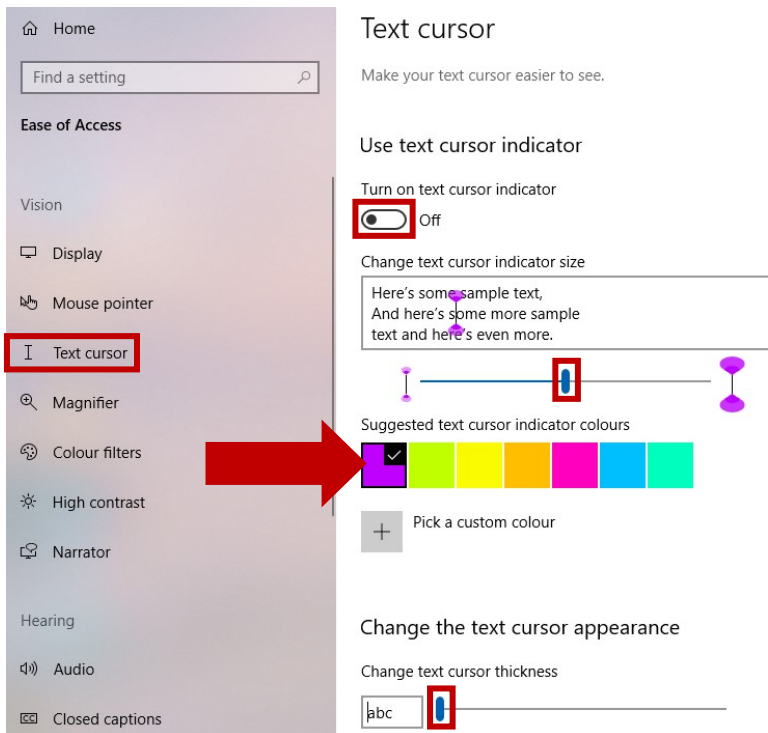 Home
Find a setting
Ease of Access
Vision
Display
Mouse pointer
Text cursor
Magnifier
Colour filters
High contrast
Narrator
Hearing
Audio
CC Closed captions
Text cursor
Make your text cursor easier to see.
Use text cursor indicator
Turn on text cursor indicator
Off
Change text cursor indicator size
Here's some sample text,
And here's some more sample
text and here's even more.
Suggested text cursor indicator colours
Pick a custom colour
Change the text cursor appearance
Change text cursor thickness
abc